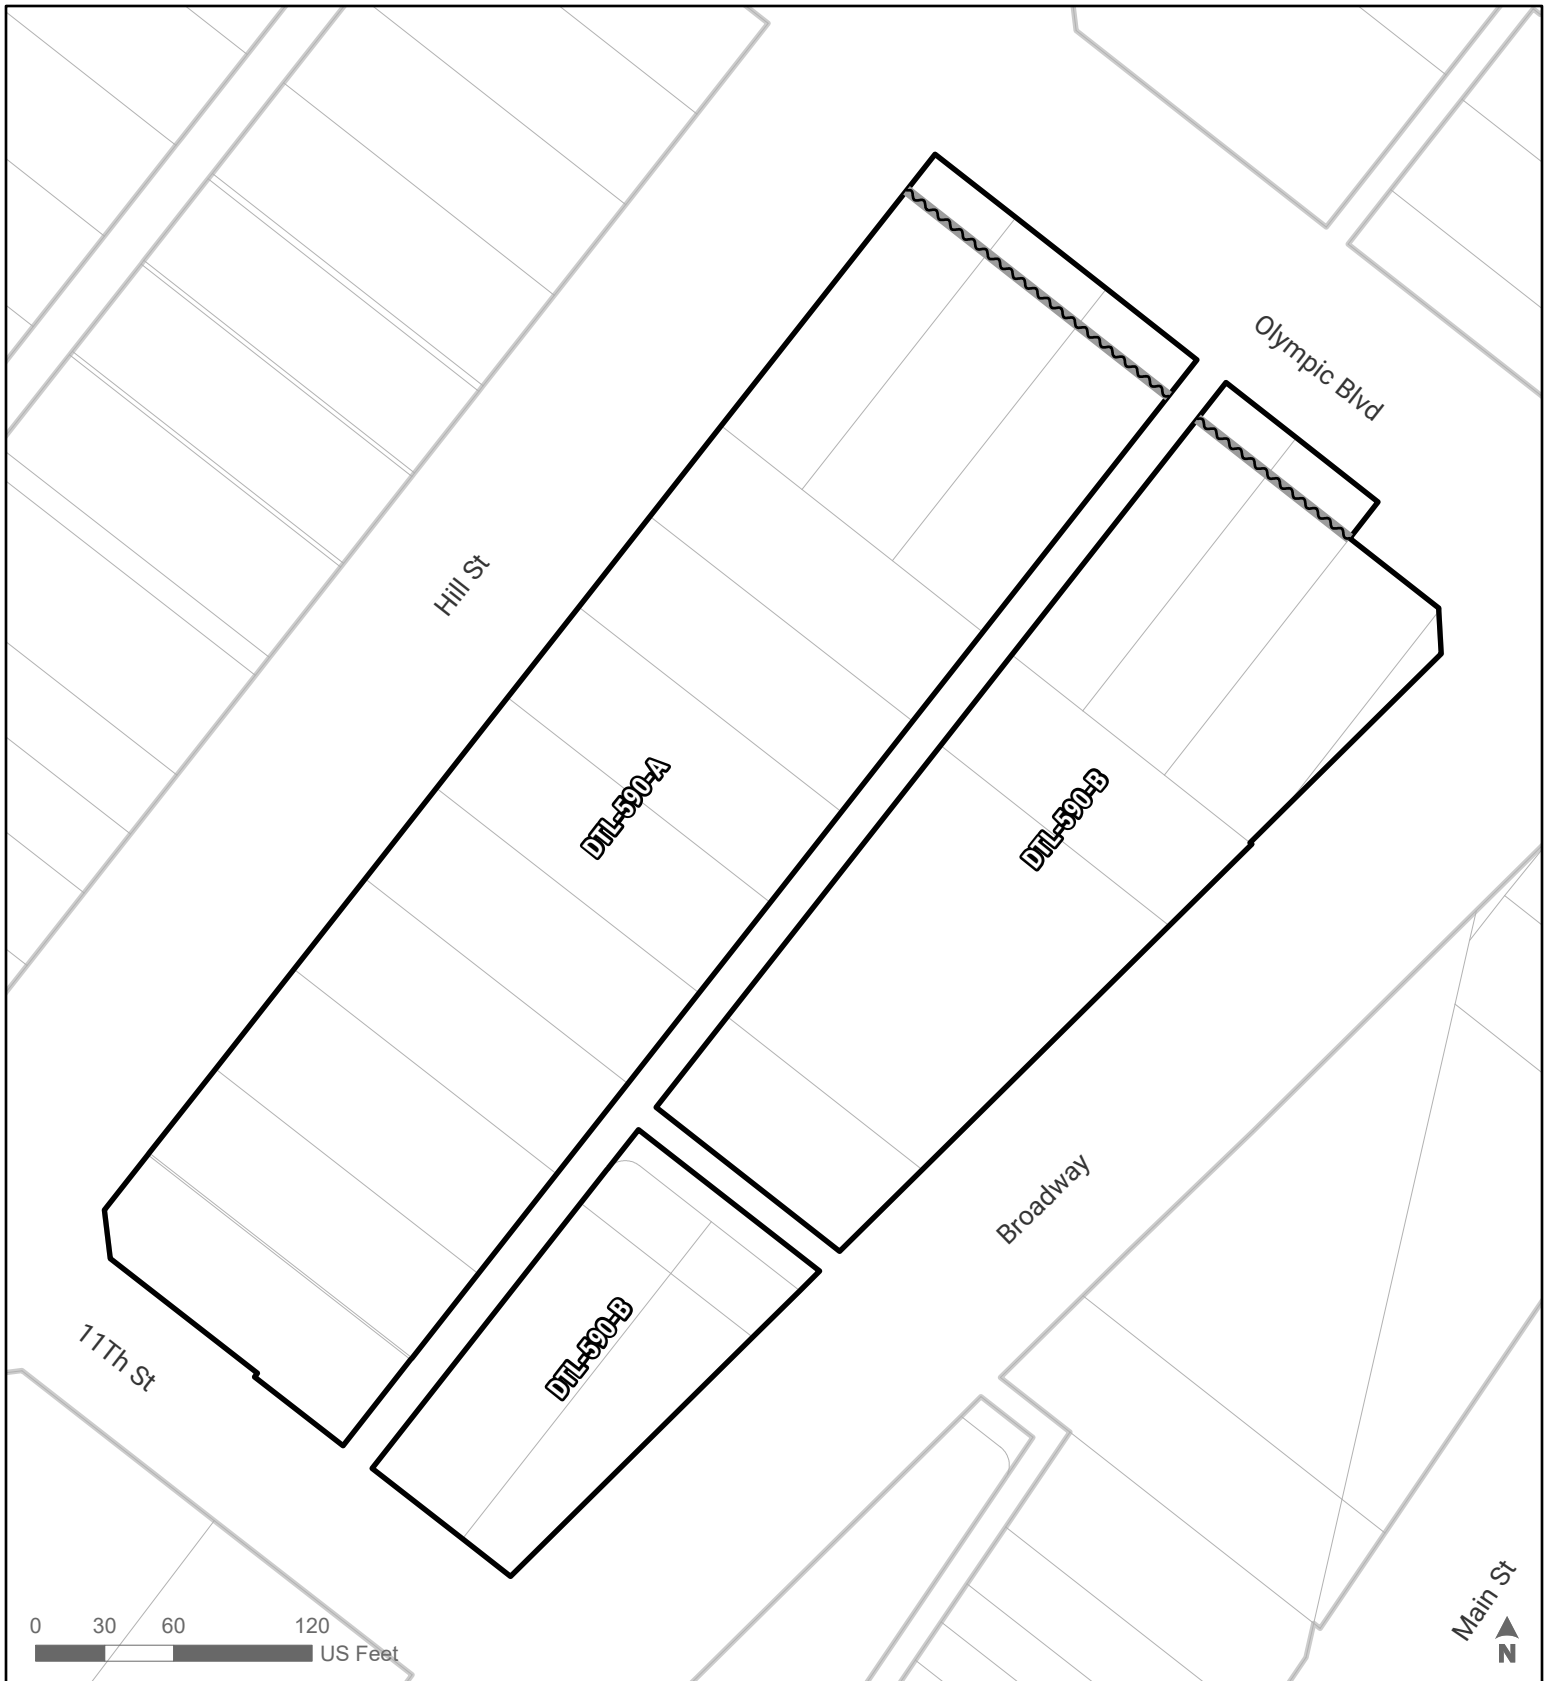 Olympic Blvd
Hill St
DTL-590-A
DTL-590-B
Broadway
DTL-590-B
11Th St
Main St
0 30 60 120
US Feet
N